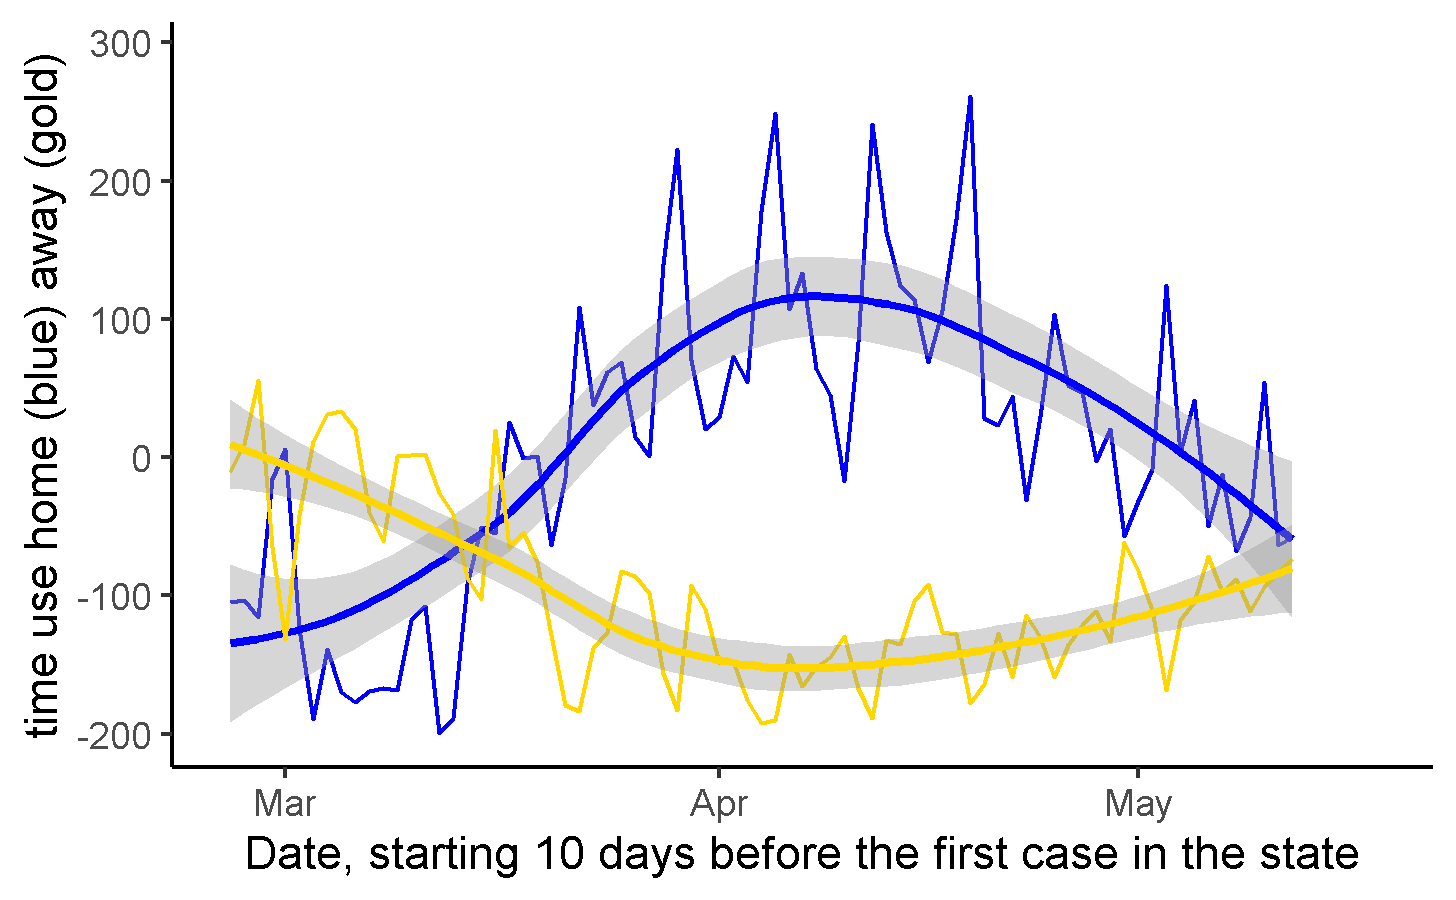 time use home (blue) away (gold)
300
200
100
0
-100
-200
Mar
Apr
May
Date, starting 10 days before the first case in the state